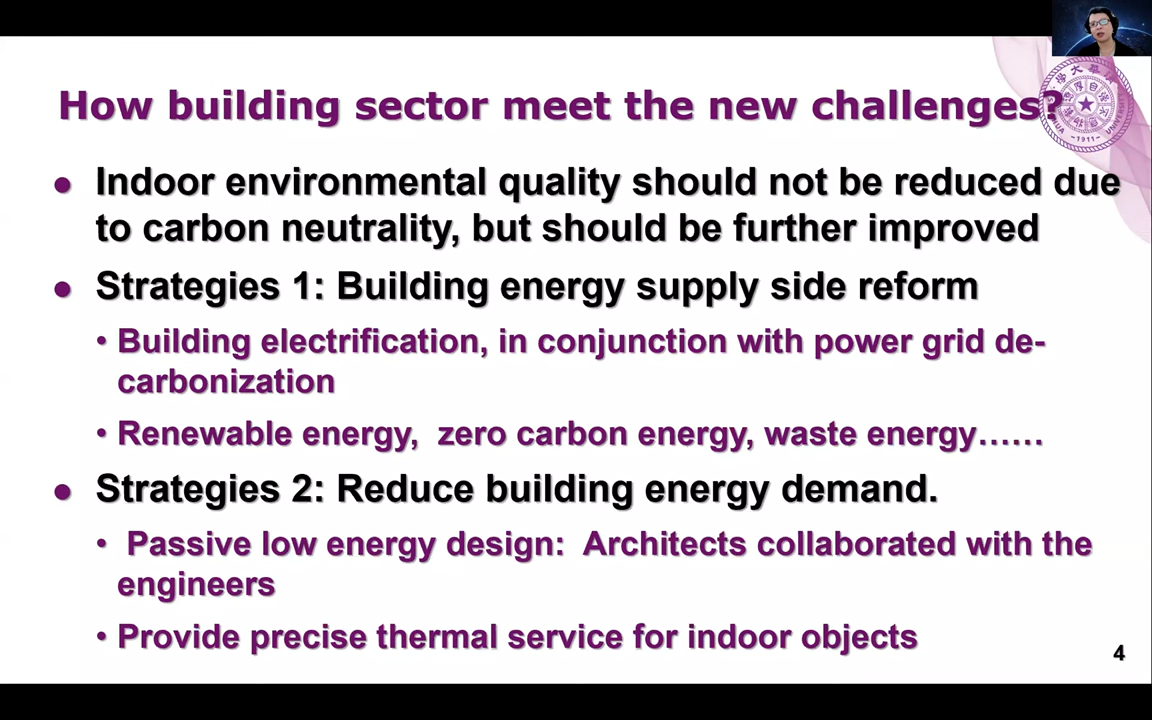 How building sector meet the new challenges?
● Indoor environmental quality should not be reduced due
to carbon neutrality, but should be further improved
● Strategies 1: Building energy supply side reform
• Building electrification, in conjunction with power grid de-
carbonization
• Renewable energy,  zero carbon energy, waste energy……
● Strategies 2: Reduce building energy demand.
• Passive low energy design:  Architects collaborated with the
engineers
• Provide precise thermal service for indoor objects
4
-1911-